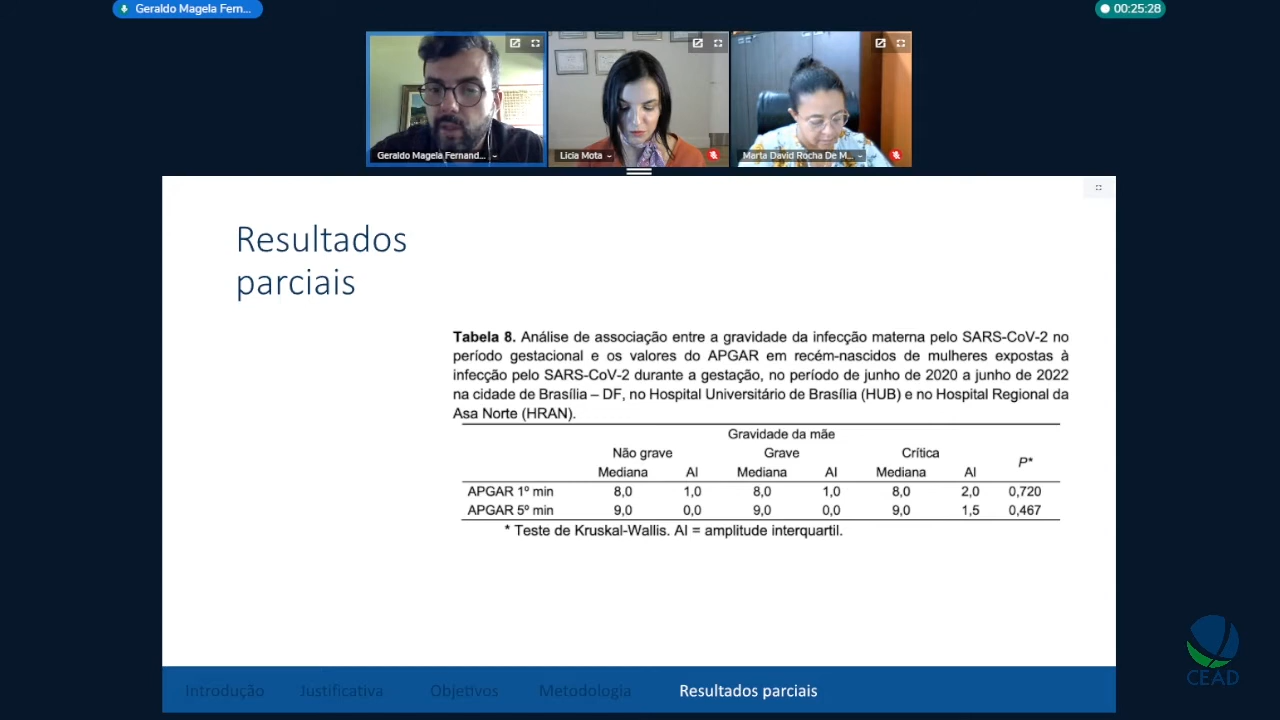 Geraldo Magela Fern...
00:25:28
Geraldo Magela Fernand...
Licia Mota
Marta David Rocha De M...
Resultados
parciais
Tabela 8. Análise de associação entre a gravidade da infecção materna pelo SARS-CoV-2 no
período gestacional e os valores do APGAR em recém-nascidos de mulheres expostas à
infecção pelo SARS-CoV-2 durante a gestação, no período de junho de 2020 a junho de 2022
na cidade de Brasília – DF, no Hospital Universitário de Brasília (HUB) e no Hospital Regional da
Asa Norte (HRAN).
Gravidade da mãe
Não grave Grave Crítica P*
Mediana AI Mediana AI Mediana AI
APGAR 1º min 8,0 1,0 8,0 1,0 8,0 2,0 0,720
APGAR 5º min 9,0 0,0 9,0 0,0 9,0 1,5 0,467
* Teste de Kruskal-Wallis. AI = amplitude interquartil.
CEAD
Introdução Justificativa Objetivos Metodologia Resultados parciais